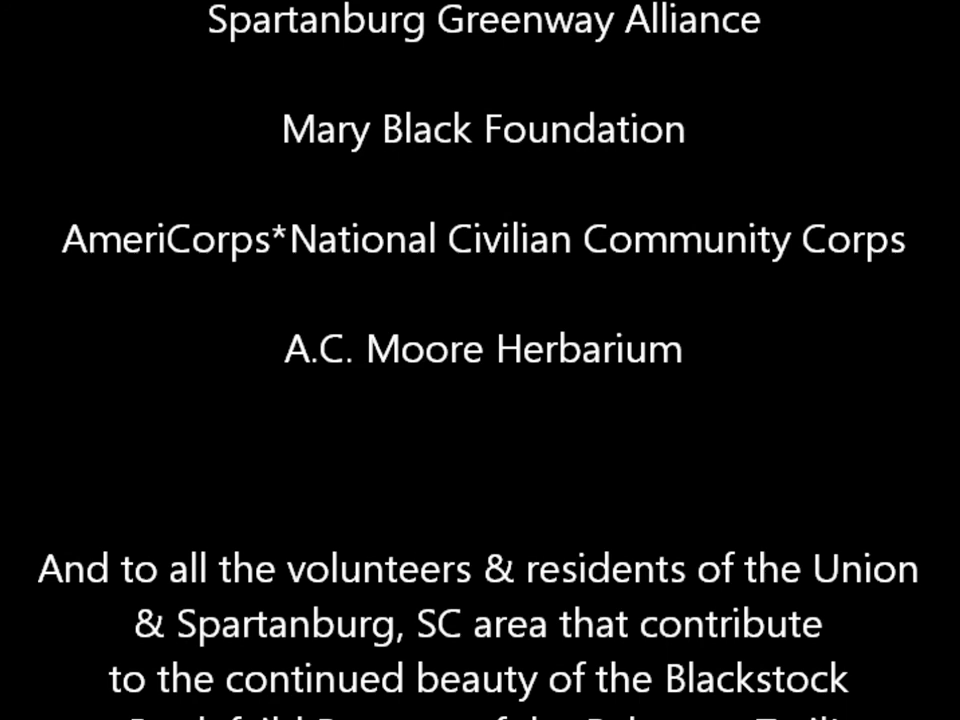 Spartanburg Greenway Alliance
Mary Black Foundation
AmeriCorps*National Civilian Community Corps
A.C. Moore Herbarium
And to all the volunteers & residents of the Union
& Spartanburg, SC area that contribute
to the continued beauty of the Blackstock